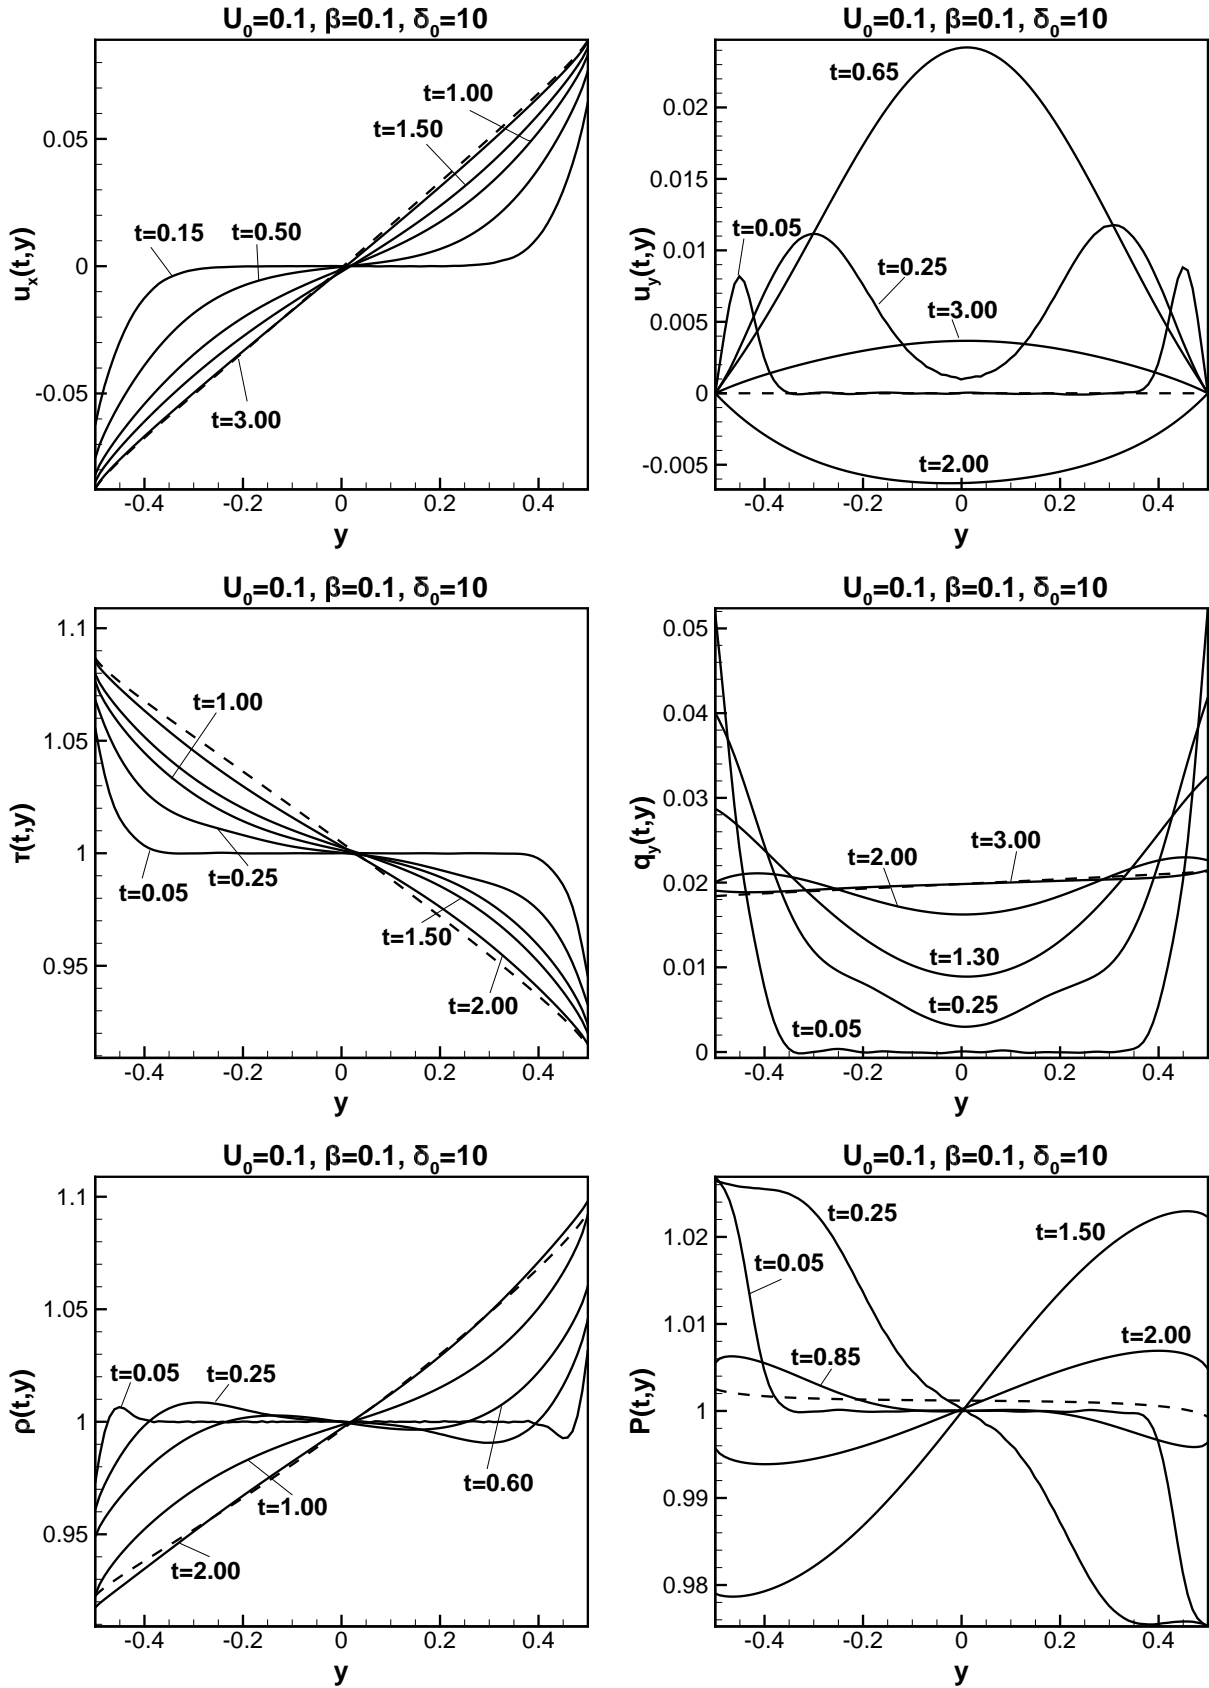 U₀=0.1, β=0.1, δ₀=10
uₓ(t,y)
0.05
0
-0.05
t=1.00
t=1.50
t=0.15
t=0.50
t=3.00
-0.4
-0.2
0
0.2
0.4
y
U₀=0.1, β=0.1, δ₀=10
u_y(t,y)
0.02
0.015
0.01
0.005
0
-0.005
t=0.65
t=0.05
t=0.25
t=3.00
t=2.00
-0.4
-0.2
0
0.2
0.4
y
U₀=0.1, β=0.1, δ₀=10
τ(t,y)
1.1
1.05
1
0.95
t=1.00
t=0.05
t=0.25
t=1.50
t=2.00
-0.4
-0.2
0
0.2
0.4
y
U₀=0.1, β=0.1, δ₀=10
q_y(t,y)
0.05
0.04
0.03
0.02
0.01
0
t=3.00
t=2.00
t=1.30
t=0.25
t=0.05
-0.4
-0.2
0
0.2
0.4
y
U₀=0.1, β=0.1, δ₀=10
ρ(t,y)
1.1
1.05
1
0.95
t=0.05
t=0.25
t=0.60
t=1.00
t=2.00
-0.4
-0.2
0
0.2
0.4
y
U₀=0.1, β=0.1, δ₀=10
P(t,y)
1.02
1.01
1
0.99
0.98
t=0.25
t=1.50
t=0.05
t=2.00
t=0.85
-0.4
-0.2
0
0.2
0.4
y